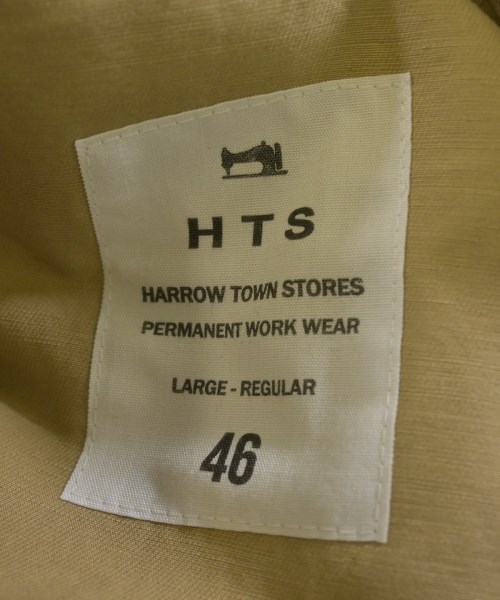 HTS
HARROW TOWN STORES
PERMANENT WORK WEAR
LARGE - REGULAR
46